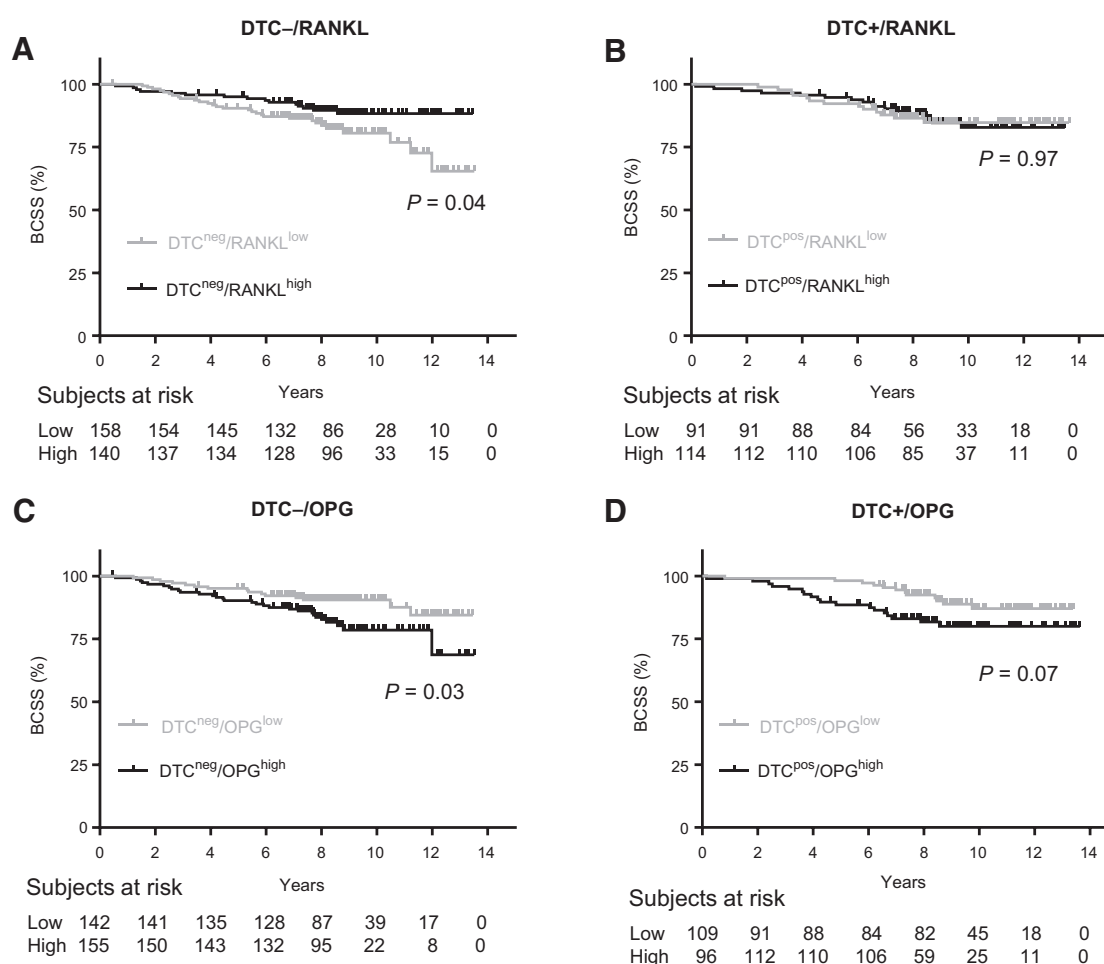 A
DTC–/RANKL
100
75
50
25
0
BCSS (%)
P = 0.04
DTCneg/RANKLlow
DTCneg/RANKLhigh
0 2 4 6 8 10 12 14
Years
Subjects at risk
Low 158 154 145 132 86 28 10 0
High 140 137 134 128 96 33 15 0
B
DTC+/RANKL
100
75
50
25
0
BCSS (%)
P = 0.97
DTCpos/RANKLlow
DTCpos/RANKLhigh
0 2 4 6 8 10 12 14
Years
Subjects at risk
Low 91 91 88 84 56 33 18 0
High 114 112 110 106 85 37 11 0
C
DTC–/OPG
100
75
50
25
0
BCSS (%)
P = 0.03
DTCneg/OPGlow
DTCneg/OPGhigh
0 2 4 6 8 10 12 14
Years
Subjects at risk
Low 142 141 135 128 87 39 17 0
High 155 150 143 132 95 22 8 0
D
DTC+/OPG
100
75
50
25
0
BCSS (%)
P = 0.07
DTCpos/OPGlow
DTCpos/OPGhigh
0 2 4 6 8 10 12 14
Years
Subjects at risk
Low 109 91 88 84 82 45 18 0
High 96 112 110 106 59 25 11 0